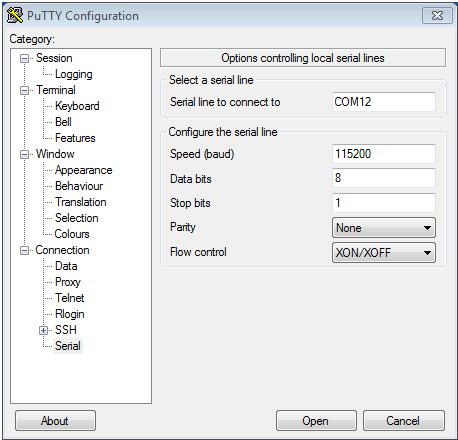 PuTTY Configuration
Category:
Session
Logging
Terminal
Keyboard
Bell
Features
Window
Appearance
Behaviour
Translation
Selection
Colours
Connection
Data
Proxy
Telnet
Rlogin
SSH
Serial
Options controlling local serial lines
Select a serial line
Serial line to connect to COM12
Configure the serial line
Speed (baud) 115200
Data bits 8
Stop bits 1
Parity None
Flow control XON/XOFF
About Open Cancel